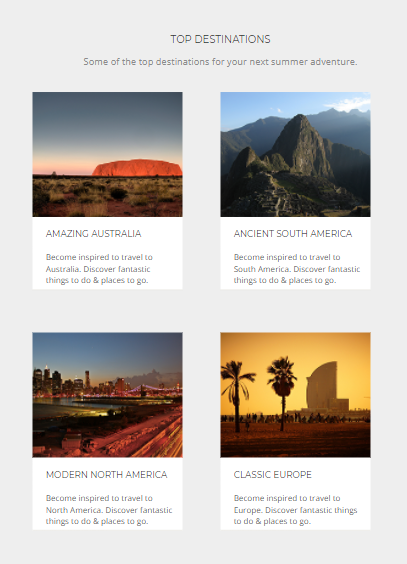 TOP DESTINATIONS
Some of the top destinations for your next summer adventure.
AMAZING AUSTRALIA
Become inspired to travel to
Australia. Discover fantastic
things to do & places to go.
ANCIENT SOUTH AMERICA
Become inspired to travel to
South America. Discover fantastic
things to do & places to go.
MODERN NORTH AMERICA
Become inspired to travel to
North America. Discover fantastic
things to do & places to go.
CLASSIC EUROPE
Become inspired to travel to
Europe. Discover fantastic things
to do & places to go.